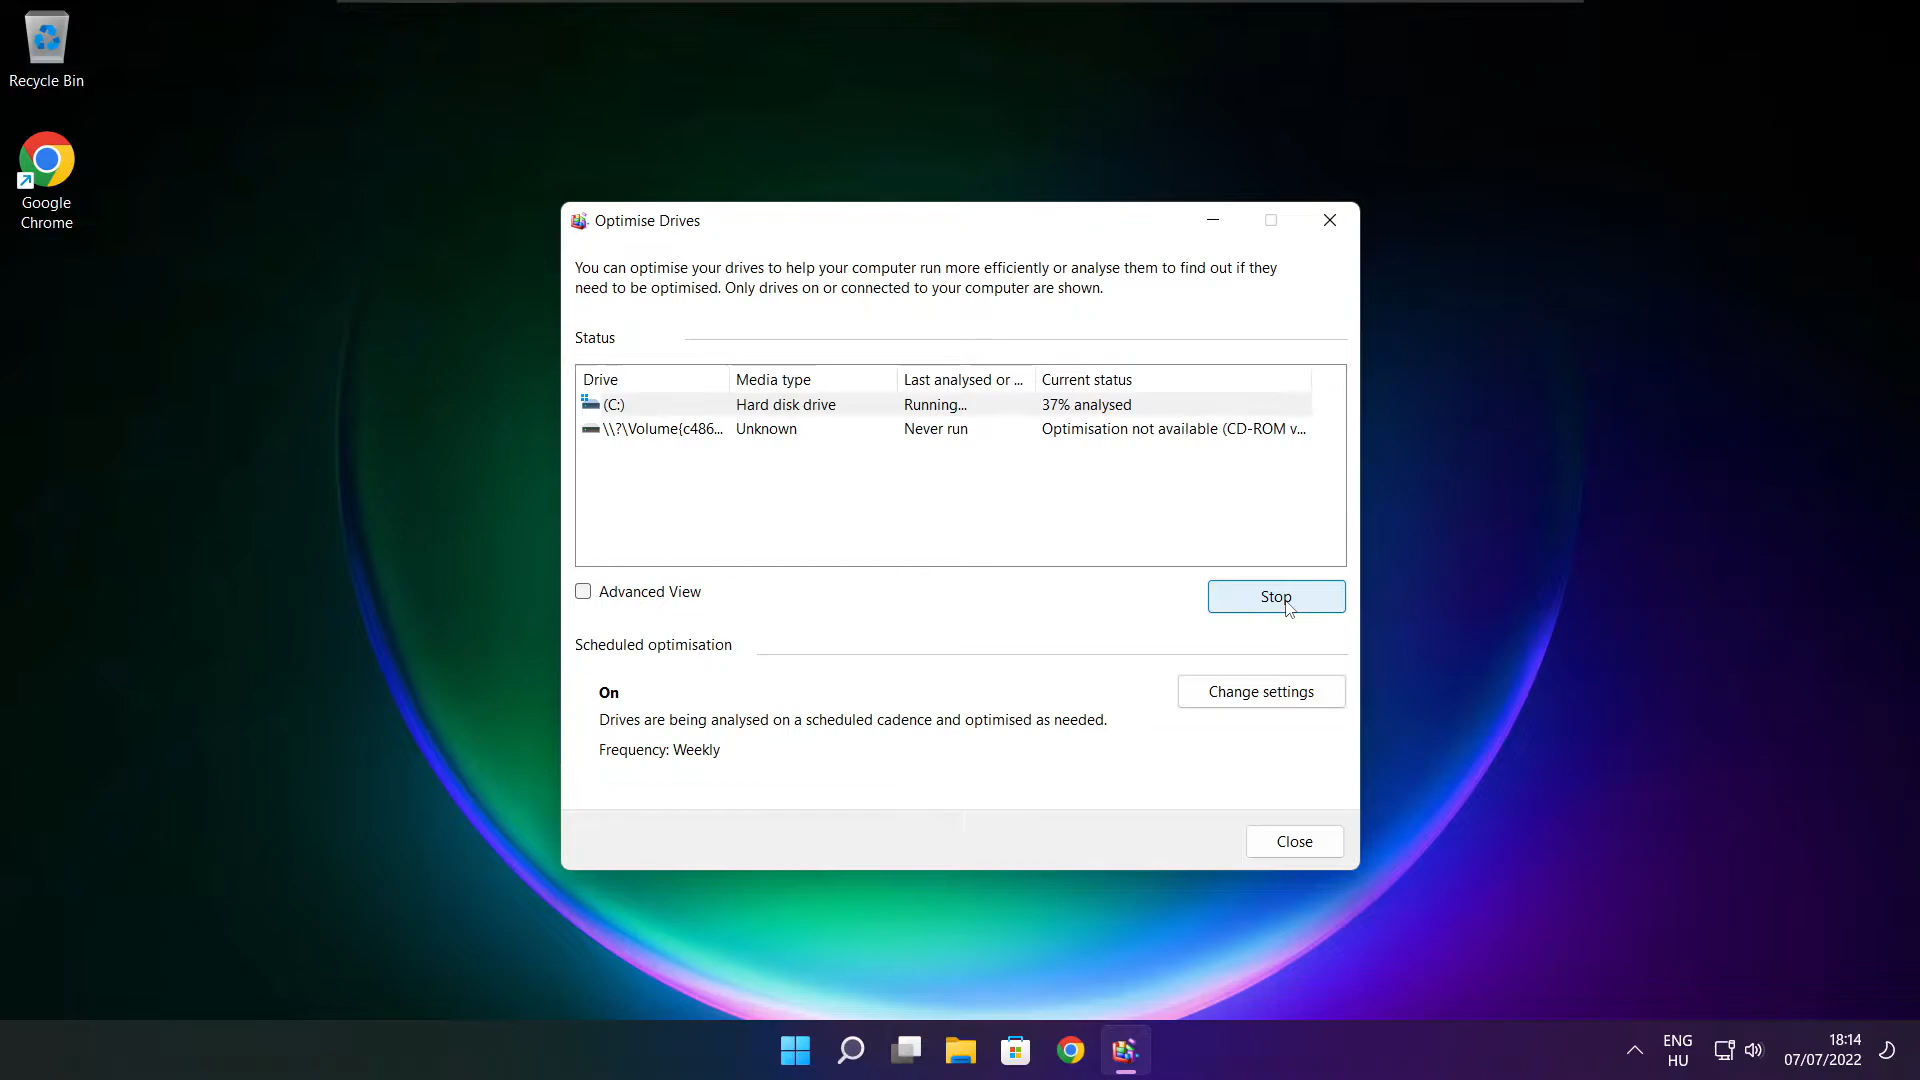 Recycle Bin
Google
Chrome
Optimise Drives
You can optimise your drives to help your computer run more efficiently or analyse them to find out if they
need to be optimised. Only drives on or connected to your computer are shown.
Status
Drive Media type Last analysed or ... Current status
(C:) Hard disk drive Running... 37% analysed
\\?\Volume{c486... Unknown Never run Optimisation not available (CD-ROM v...
Advanced View
Stop
Scheduled optimisation
On
Change settings
Drives are being analysed on a scheduled cadence and optimised as needed.
Frequency: Weekly
Close
ENG
HU
18:14
07/07/2022